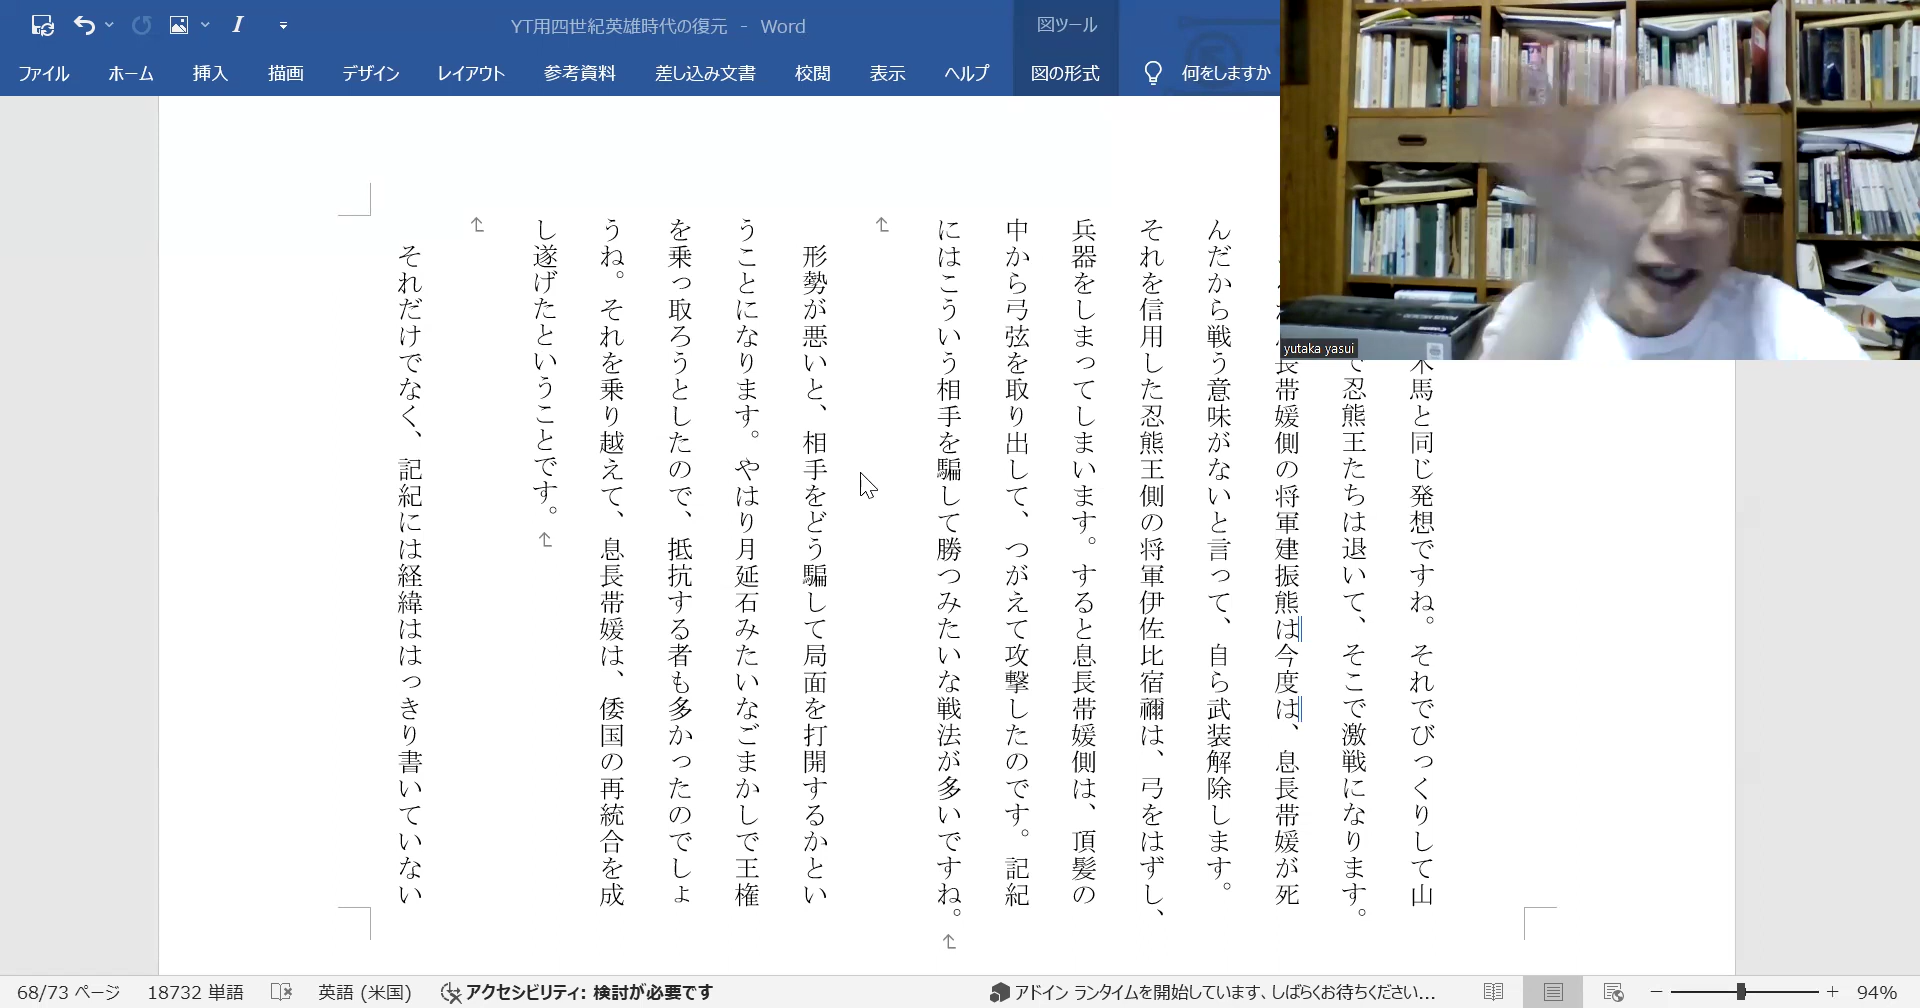 YT用四世紀英雄時代の復元 - Word
図ツール
ファイル
ホーム
挿入
描画
デザイン
レイアウト
参考資料
差し込み文書
校閲
表示
ヘルプ
図の形式
何をしますか
yutaka yasui
馬と同じ発想ですね。それでびっくりして山
で忍熊王たちは退いて、そこで激戦になります。
長帯媛側の将軍建振熊は今度は、息長帯媛が死
んだから戦う意味がないと言って、自ら武装解除します。
それを信用した忍熊王側の将軍伊佐比宿禰は、弓をはずし、
兵器をしまってしまいます。すると息長帯媛側は、頂髪の
中から弓弦を取り出して、つがえて攻撃したのです。記紀
にはこういう相手を騙して勝つみたいな戦法が多いですね。
形勢が悪いと、相手をどう騙して局面を打開するかとい
うことになります。やはり月延石みたいなごまかしで王権
を乗っ取ろうとしたので、抵抗する者も多かったのでしょ
うね。それを乗り越えて、息長帯媛は、倭国の再統合を成
し遂げたということです。
それだけでなく、記紀には経緯ははっきり書いていない
68/73 ページ
18732 単語
英語 (米国)
アクセシビリティ: 検討が必要です
アドイン ランタイムを開始しています、しばらくお待ちください...
94%